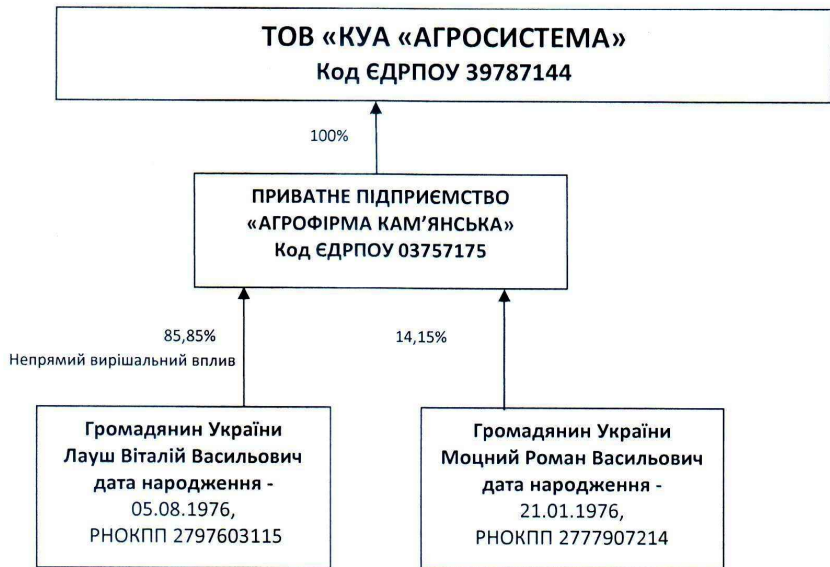 ТОВ «КУА «АГРОСИСТЕМА»
Код ЄДРПОУ 39787144
100%
ПРИВАТНЕ ПІДПРИЄМСТВО
«АГРОФІРМА КАМ’ЯНСЬКА»
Код ЄДРПОУ 03757175
85,85%
Непрямий вирішальний вплив
14,15%
Громадянин України
Лауш Віталій Васильович
дата народження -
05.08.1976,
РНОКПП 2797603115
Громадянин України
Моцний Роман Васильович
дата народження -
21.01.1976,
РНОКПП 2777907214